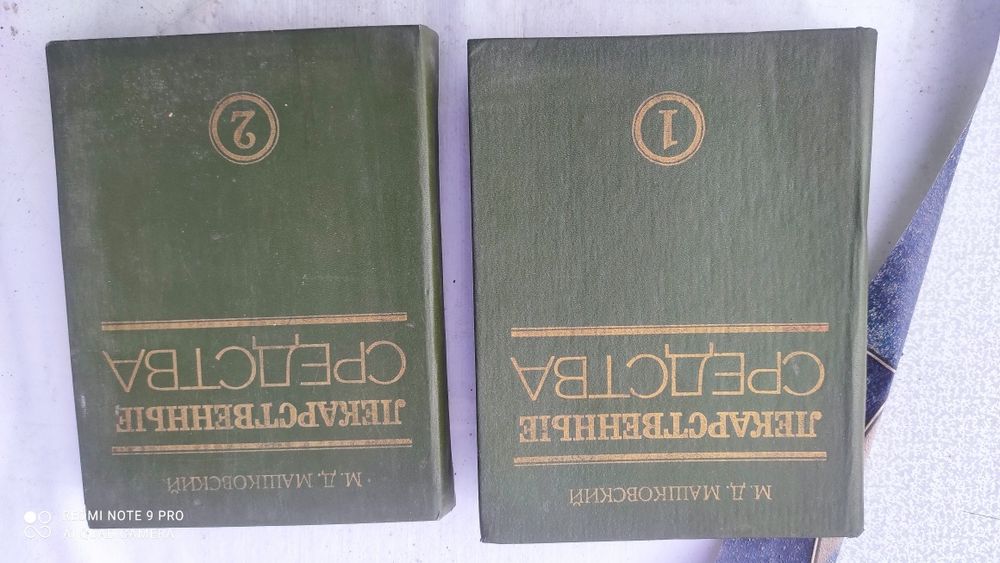 М. Д. МАШКОВСКИЙ
ЛЕКАРСТВЕННЫЕ
СРЕДСТВА
1
М. Д. МАШКОВСКИЙ
ЛЕКАРСТВЕННЫЕ
СРЕДСТВА
2
REDMI NOTE 9 PRO
AI QUAD CAMERA